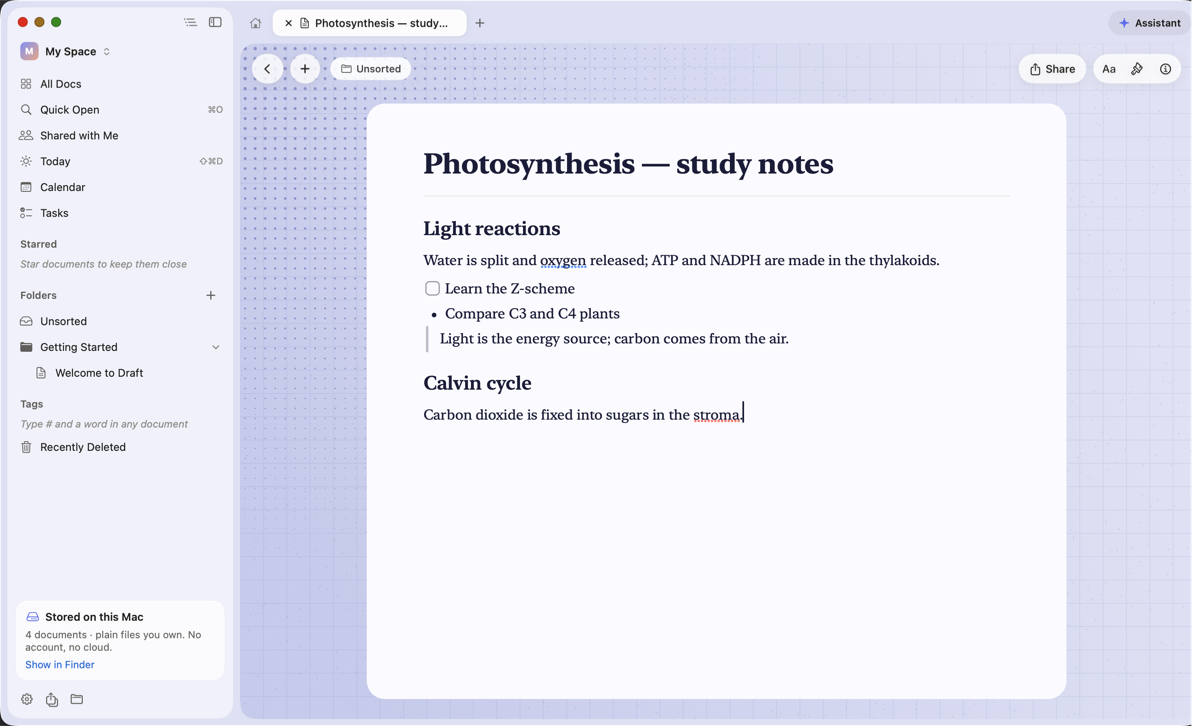 Photosynthesis — study...
Assistant
M My Space
All Docs
Quick Open ⌘O
Shared with Me
Today ⇧⌘D
Calendar
Tasks
Starred
Star documents to keep them close
Folders
Unsorted
Getting Started
Welcome to Draft
Tags
Type # and a word in any document
Recently Deleted
Stored on this Mac
4 documents · plain files you own. No
account, no cloud.
Show in Finder
Unsorted
Share
Aa
Photosynthesis — study notes
Light reactions
Water is split and oxygen released; ATP and NADPH are made in the thylakoids.
Learn the Z-scheme
• Compare C3 and C4 plants
Light is the energy source; carbon comes from the air.
Calvin cycle
Carbon dioxide is fixed into sugars in the stroma.